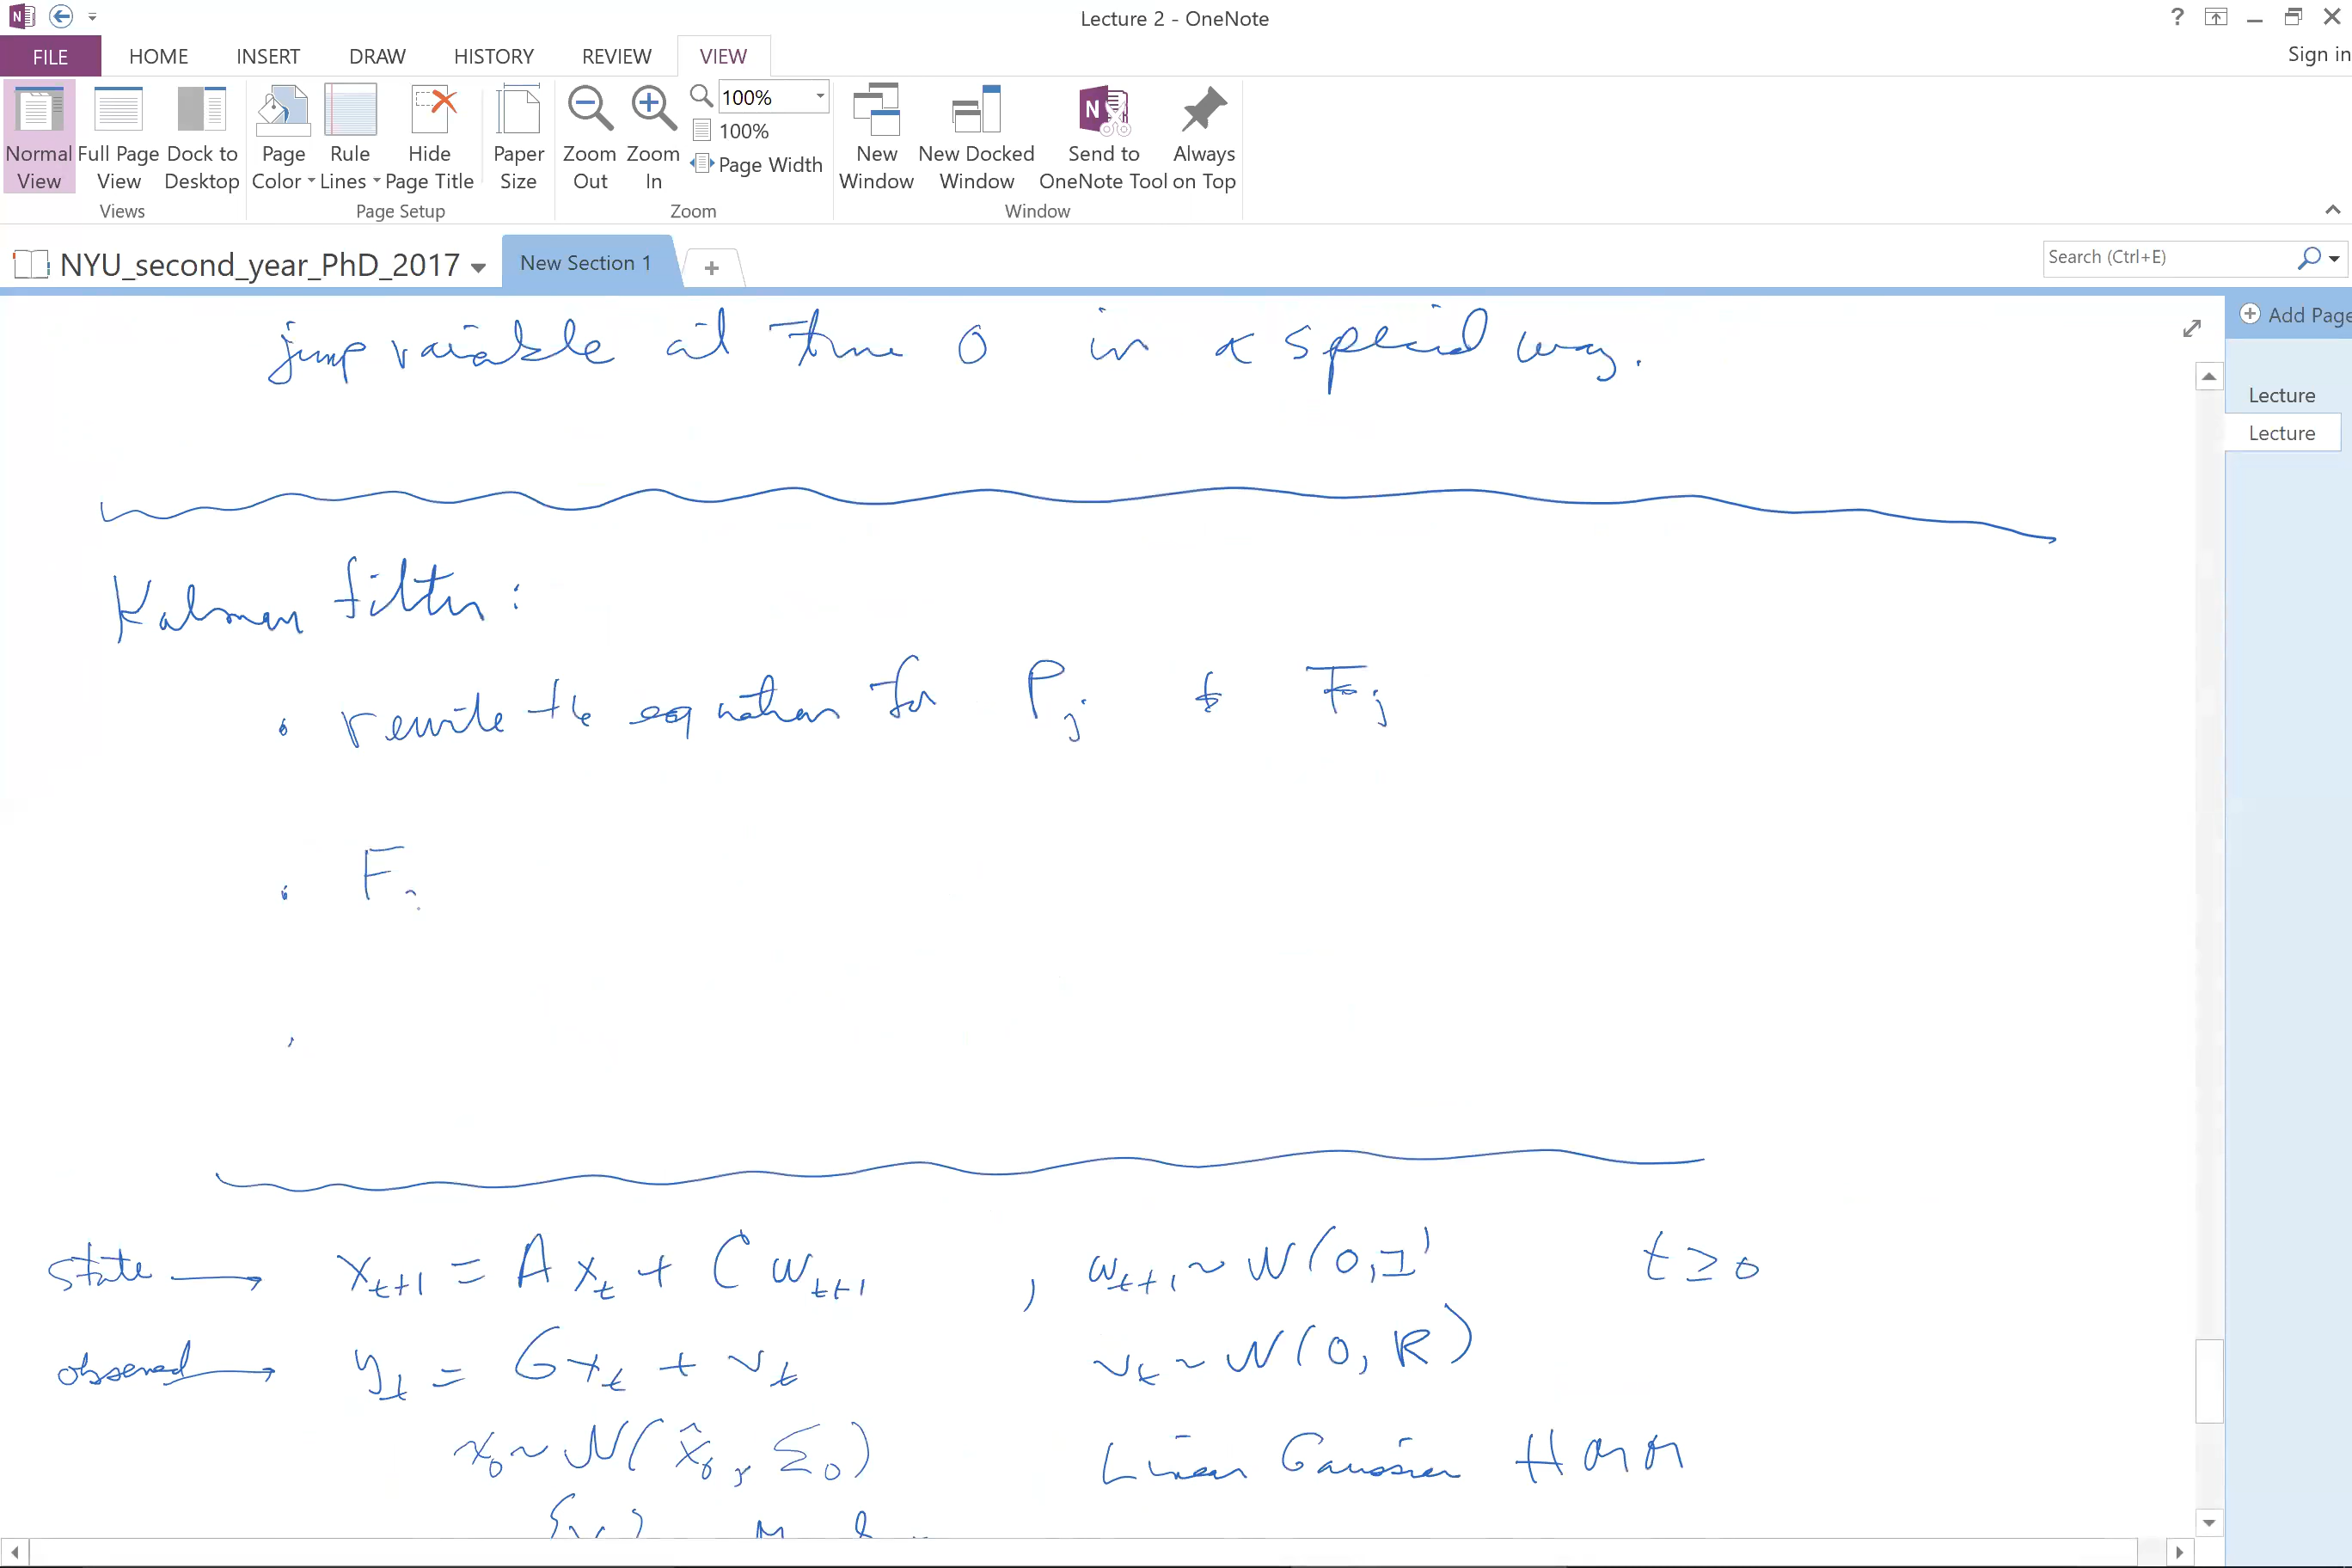 Lecture 2 - OneNote
? Sign in
FILE HOME INSERT DRAW HISTORY REVIEW VIEW
Normal View Full Page View Dock to Desktop
Views
Page Color Rule Lines Hide Page Title Paper Size
Page Setup
Zoom Out Zoom In 100% 100% Page Width
Zoom
New Window New Docked Window Send to OneNote Tool Always on Top
Window
NYU_second_year_PhD_2017 New Section 1 +
Search (Ctrl+E)
Add Page
Lecture
Lecture
jump variable at time 0 in a special way.
Kalman filter:
• rewrite the equations for P_j & F_j
• F
state → x_{t+1} = A x_t + C w_{t+1} , w_{t+1} ~ N(0, I) t ≥ 0
observed → y_t = G x_t + v_t v_t ~ N(0, R)
x_0 ~ N(x̂_0, Σ_0) Linear Gaussian HMM